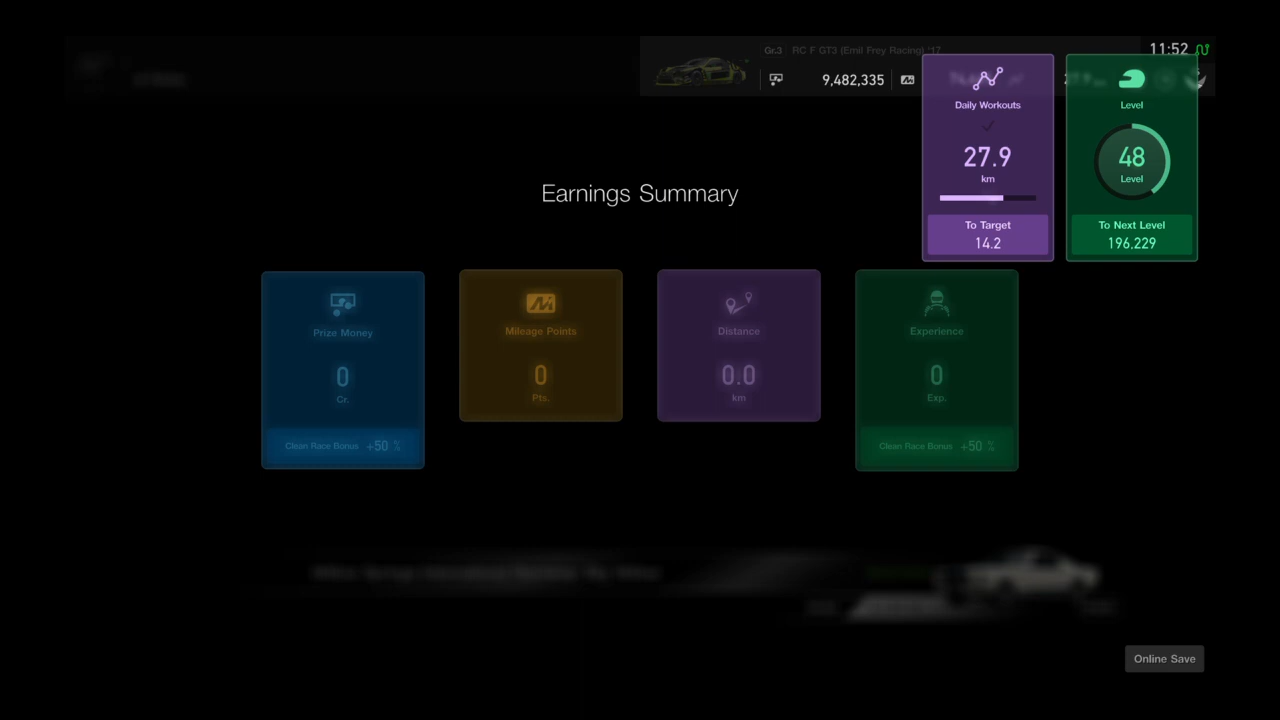 Gr.3 RC F GT3 (Emil Frey Racing) '17
11:52
9,482,335
Daily Workouts
27.9
km
To Target
14.2
Level
48
Level
To Next Level
196,229
Earnings Summary
Prize Money
0
Cr.
Clean Race Bonus +50 %
Mileage Points
0
Pts.
Distance
0.0
km
Experience
0
Exp.
Clean Race Bonus +50 %
Online Save